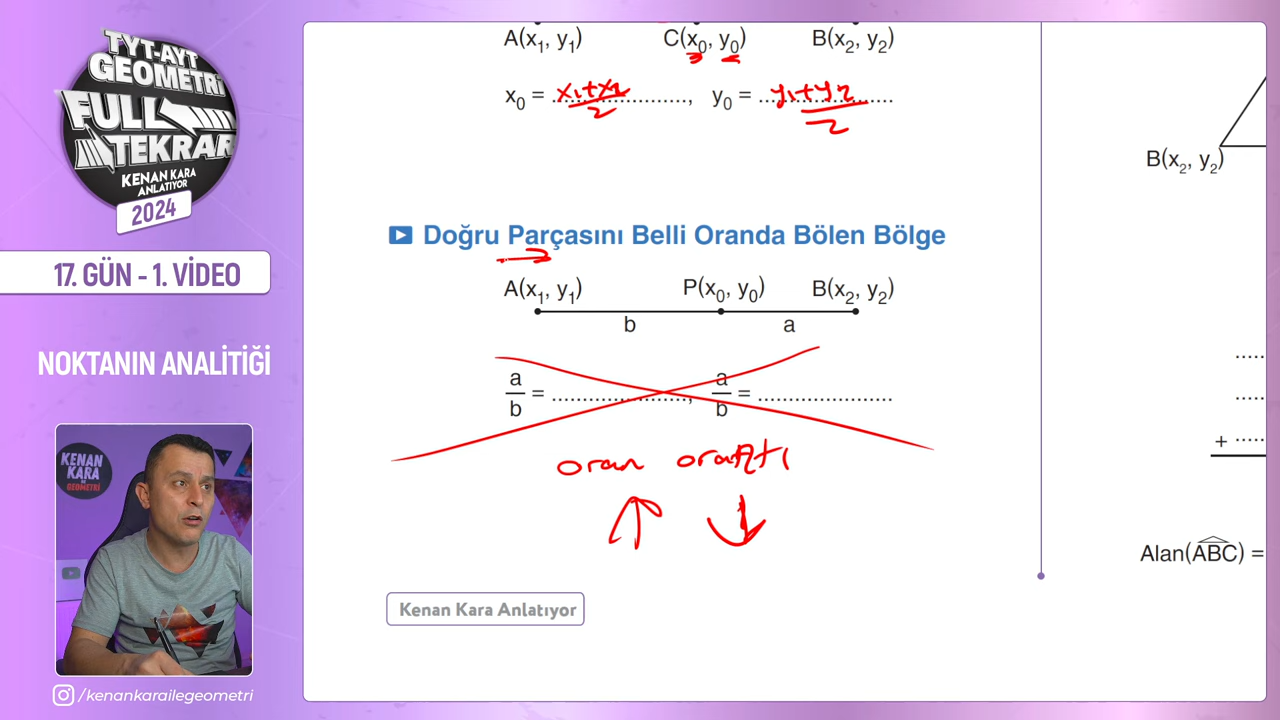 TYT-AYT
GEOMETRİ
FULL
TEKRAR
KENAN KARA
ANLATIYOR
2024
17. GÜN - 1. VİDEO
NOKTANIN ANALİTİĞİ
KENAN
KARA
GEOMETRİ
/kenankarailegeometri
A(x₁, y₁) C(x₀, y₀) B(x₂, y₂)
x₀ = x₁+x₂/2 ......, y₀ = y₁+y₂/2 ......
Doğru Parçasını Belli Oranda Bölen Bölge
A(x₁, y₁) P(x₀, y₀) B(x₂, y₂)
b a
a/b = ......................, a/b = ......................
oran orantı
Kenan Kara Anlatıyor
B(x₂, y₂)
.....
.....
+ .....
Alan(ABC) =